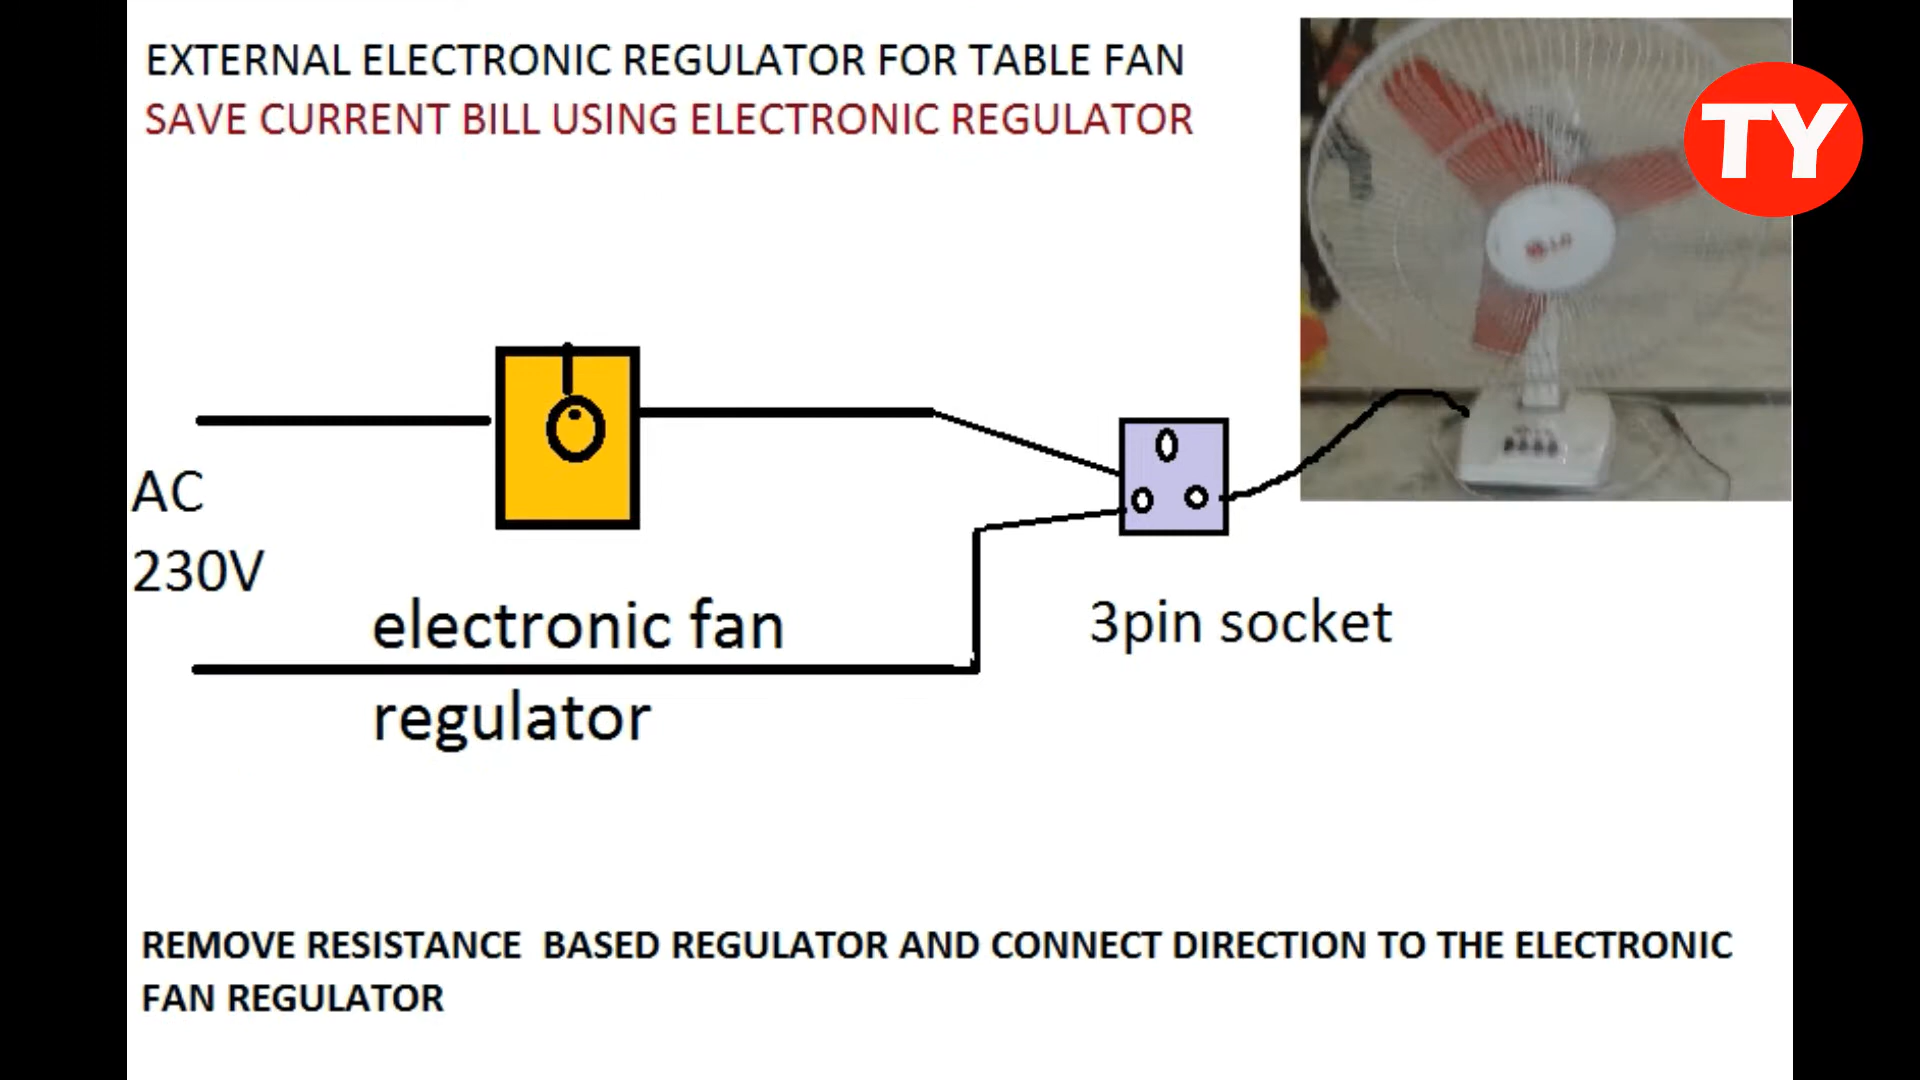 EXTERNAL ELECTRONIC REGULATOR FOR TABLE FAN
SAVE CURRENT BILL USING ELECTRONIC REGULATOR
TY
LG
AC
230V
electronic fan
regulator
3pin socket
REMOVE RESISTANCE BASED REGULATOR AND CONNECT DIRECTION TO THE ELECTRONIC
FAN REGULATOR